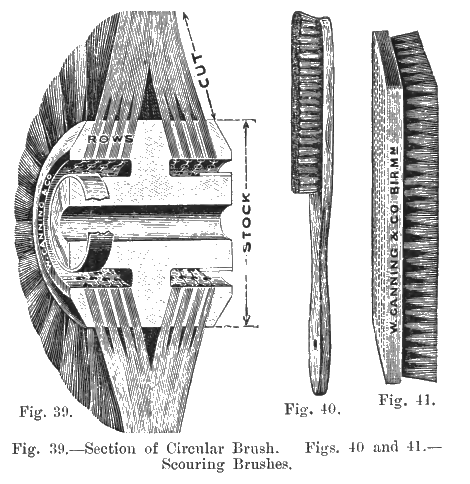 CUT
ROWS
W. CANNING & CO
STOCK
W. CANNING & CO. BIRMM
Fig. 39.
Fig. 40.
Fig. 41.
Fig. 39.—Section of Circular Brush. Figs. 40 and 41.—
Scouring Brushes.